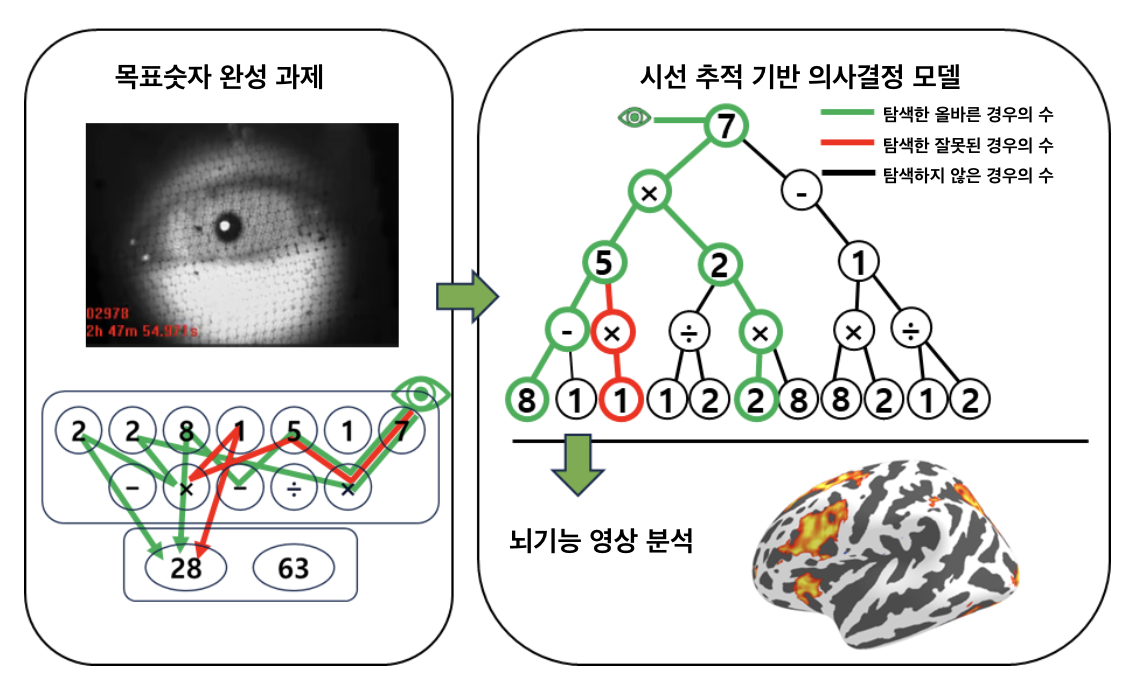 목표숫자 완성 과제
02978
2h 47m 54.971s
2 2 8 1 5 1 7
− × − ÷ ×
28 63
시선 추적 기반 의사결정 모델
탐색한 올바른 경우의 수
탐색한 잘못된 경우의 수
탐색하지 않은 경우의 수
7
× -
5 2 1
- × ÷ × × ÷
8 1 1 1 2 2 8 8 2 1 2
뇌기능 영상 분석